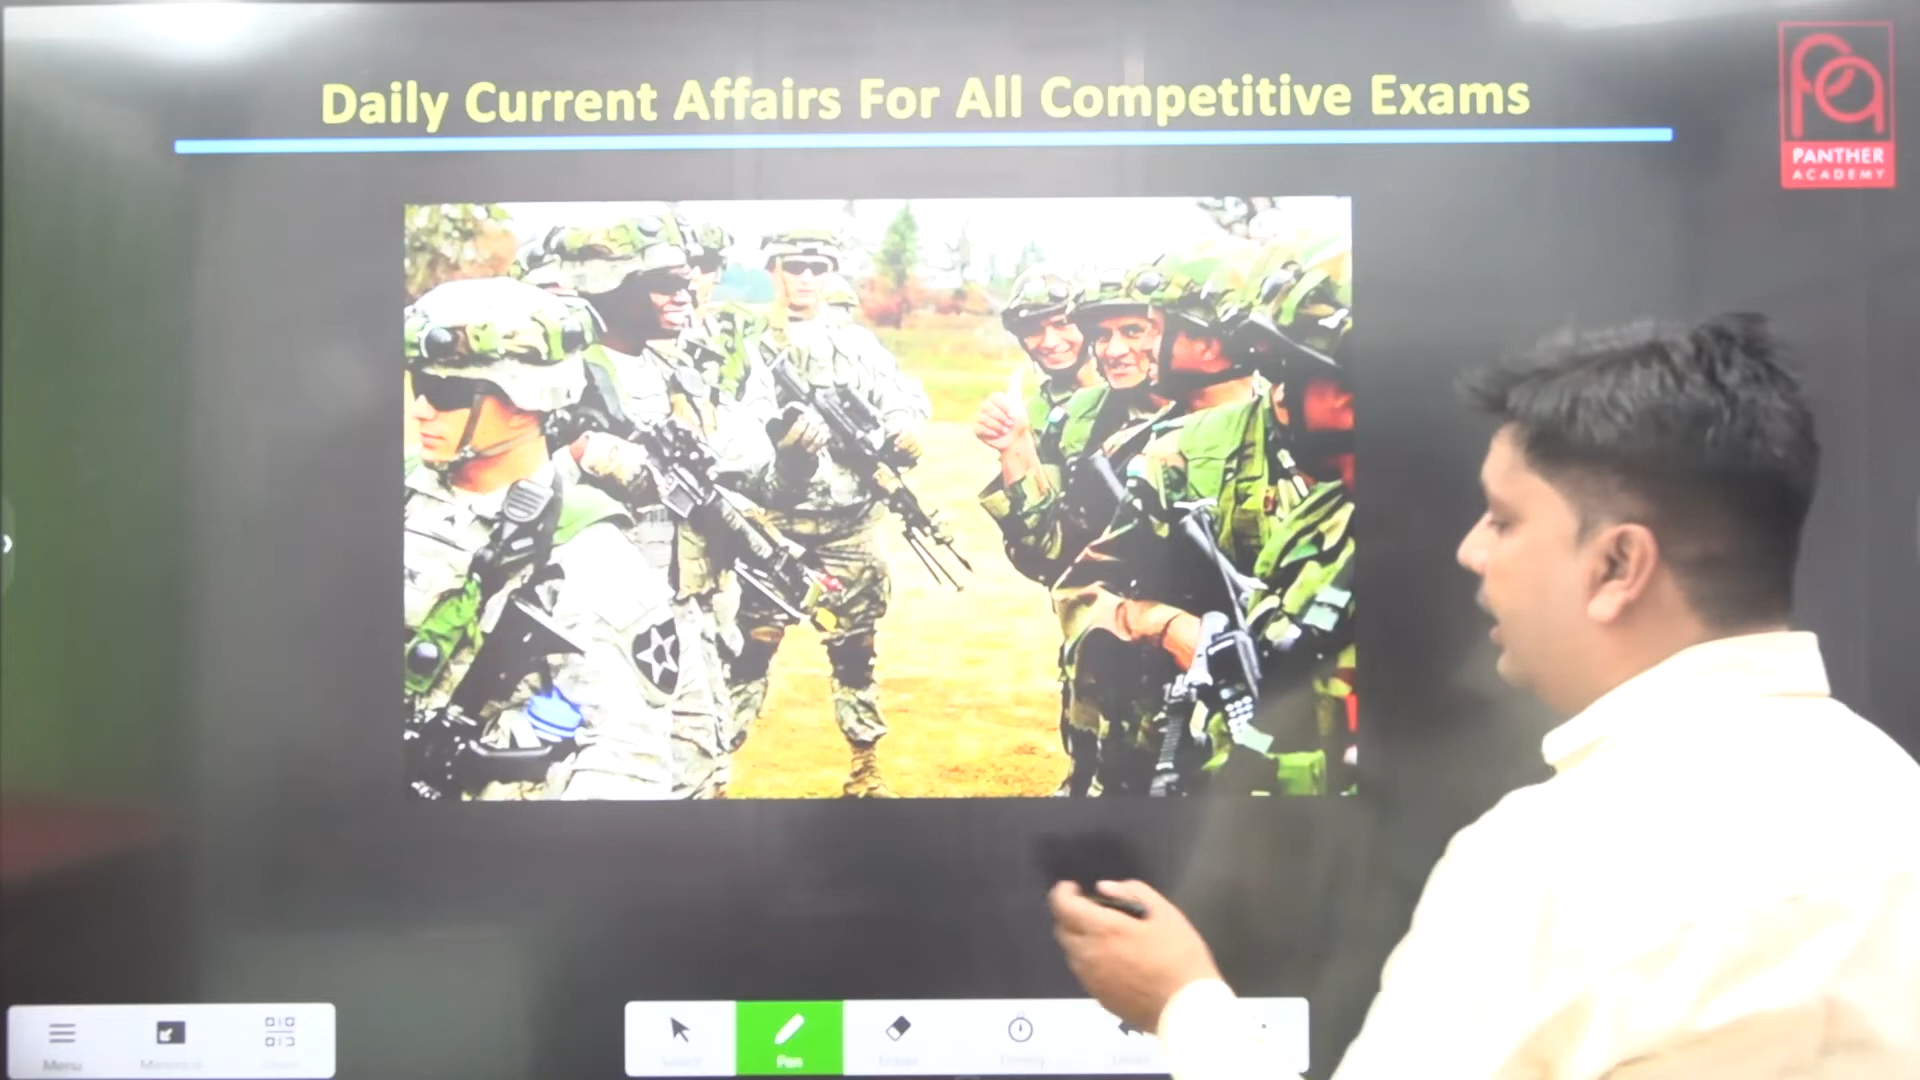 Daily Current Affairs For All Competitive Exams
PANTHER
ACADEMY
Menu
Pen